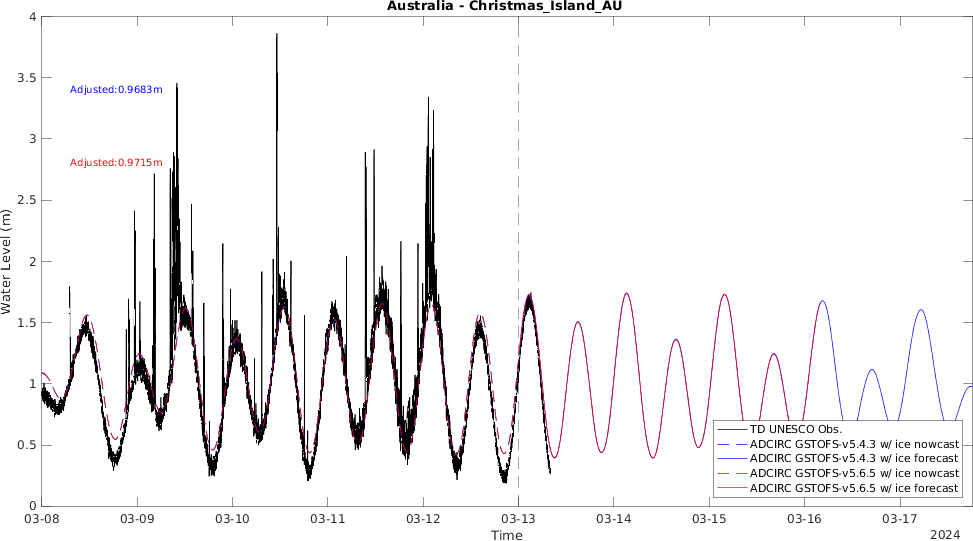 Australia - Christmas_Island_AU
4
3.5
3
2.5
2
1.5
1
0.5
0
Water Level (m)
Adjusted:0.9683m
Adjusted:0.9715m
TD UNESCO Obs.
ADCIRC GSTOFS-v5.4.3 w/ ice nowcast
ADCIRC GSTOFS-v5.4.3 w/ ice forecast
ADCIRC GSTOFS-v5.6.5 w/ ice nowcast
ADCIRC GSTOFS-v5.6.5 w/ ice forecast
03-08 03-09 03-10 03-11 03-12 03-13 03-14 03-15 03-16 03-17
Time
2024